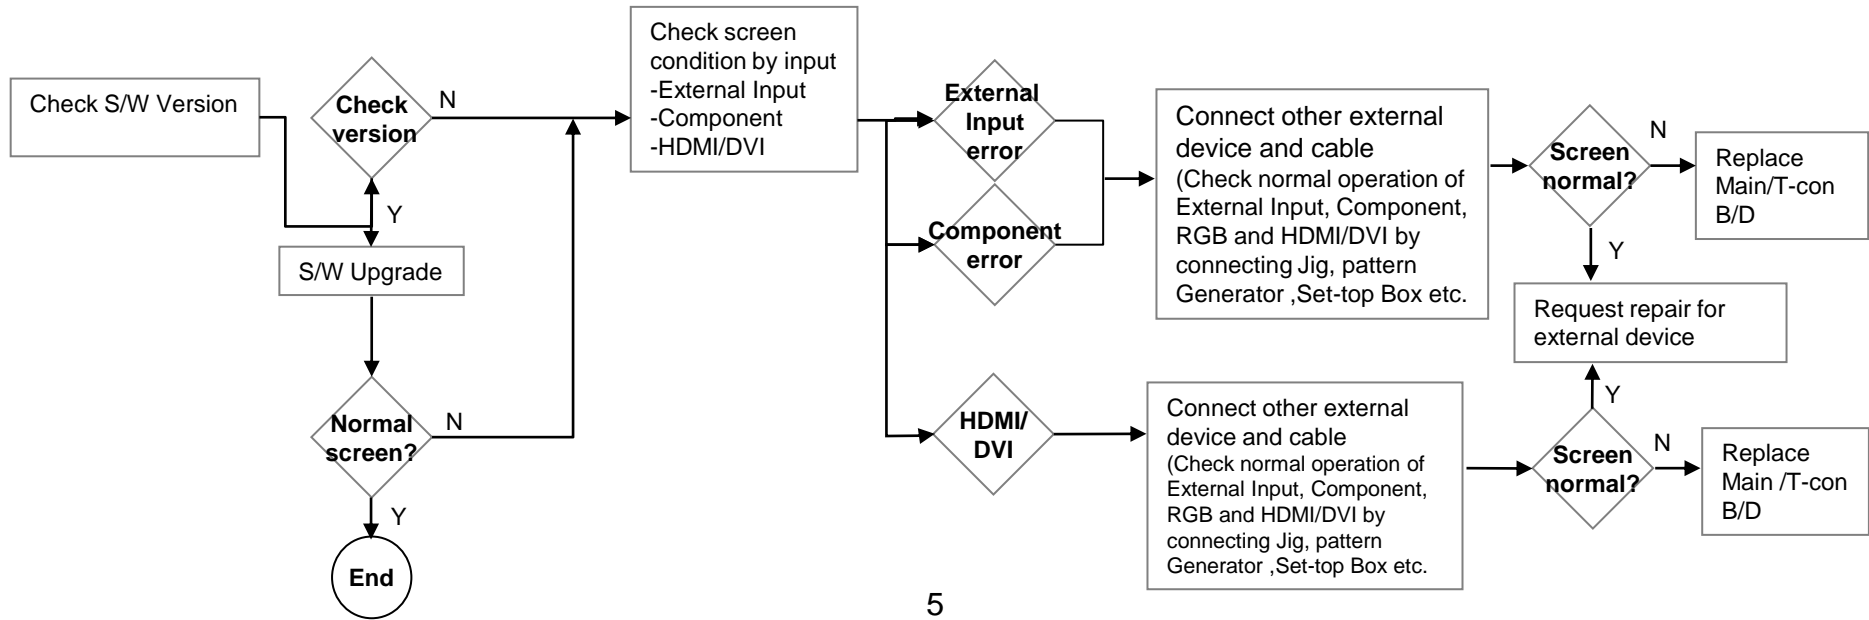 Check S/W Version
Check
version
N
Y
S/W Upgrade
Normal
screen?
N
Y
End
Check screen
condition by input
-External Input
-Component
-HDMI/DVI
External
Input
error
Component
error
HDMI/
DVI
Connect other external
device and cable
(Check normal operation of
External Input, Component,
RGB and HDMI/DVI by
connecting Jig, pattern
Generator ,Set-top Box etc.
Connect other external
device and cable
(Check normal operation of
External Input, Component,
RGB and HDMI/DVI by
connecting Jig, pattern
Generator ,Set-top Box etc.
Screen
normal?
N
Y
Replace
Main/T-con
B/D
Request repair for
external device
Y
Screen
normal?
N
Replace
Main /T-con
B/D
5